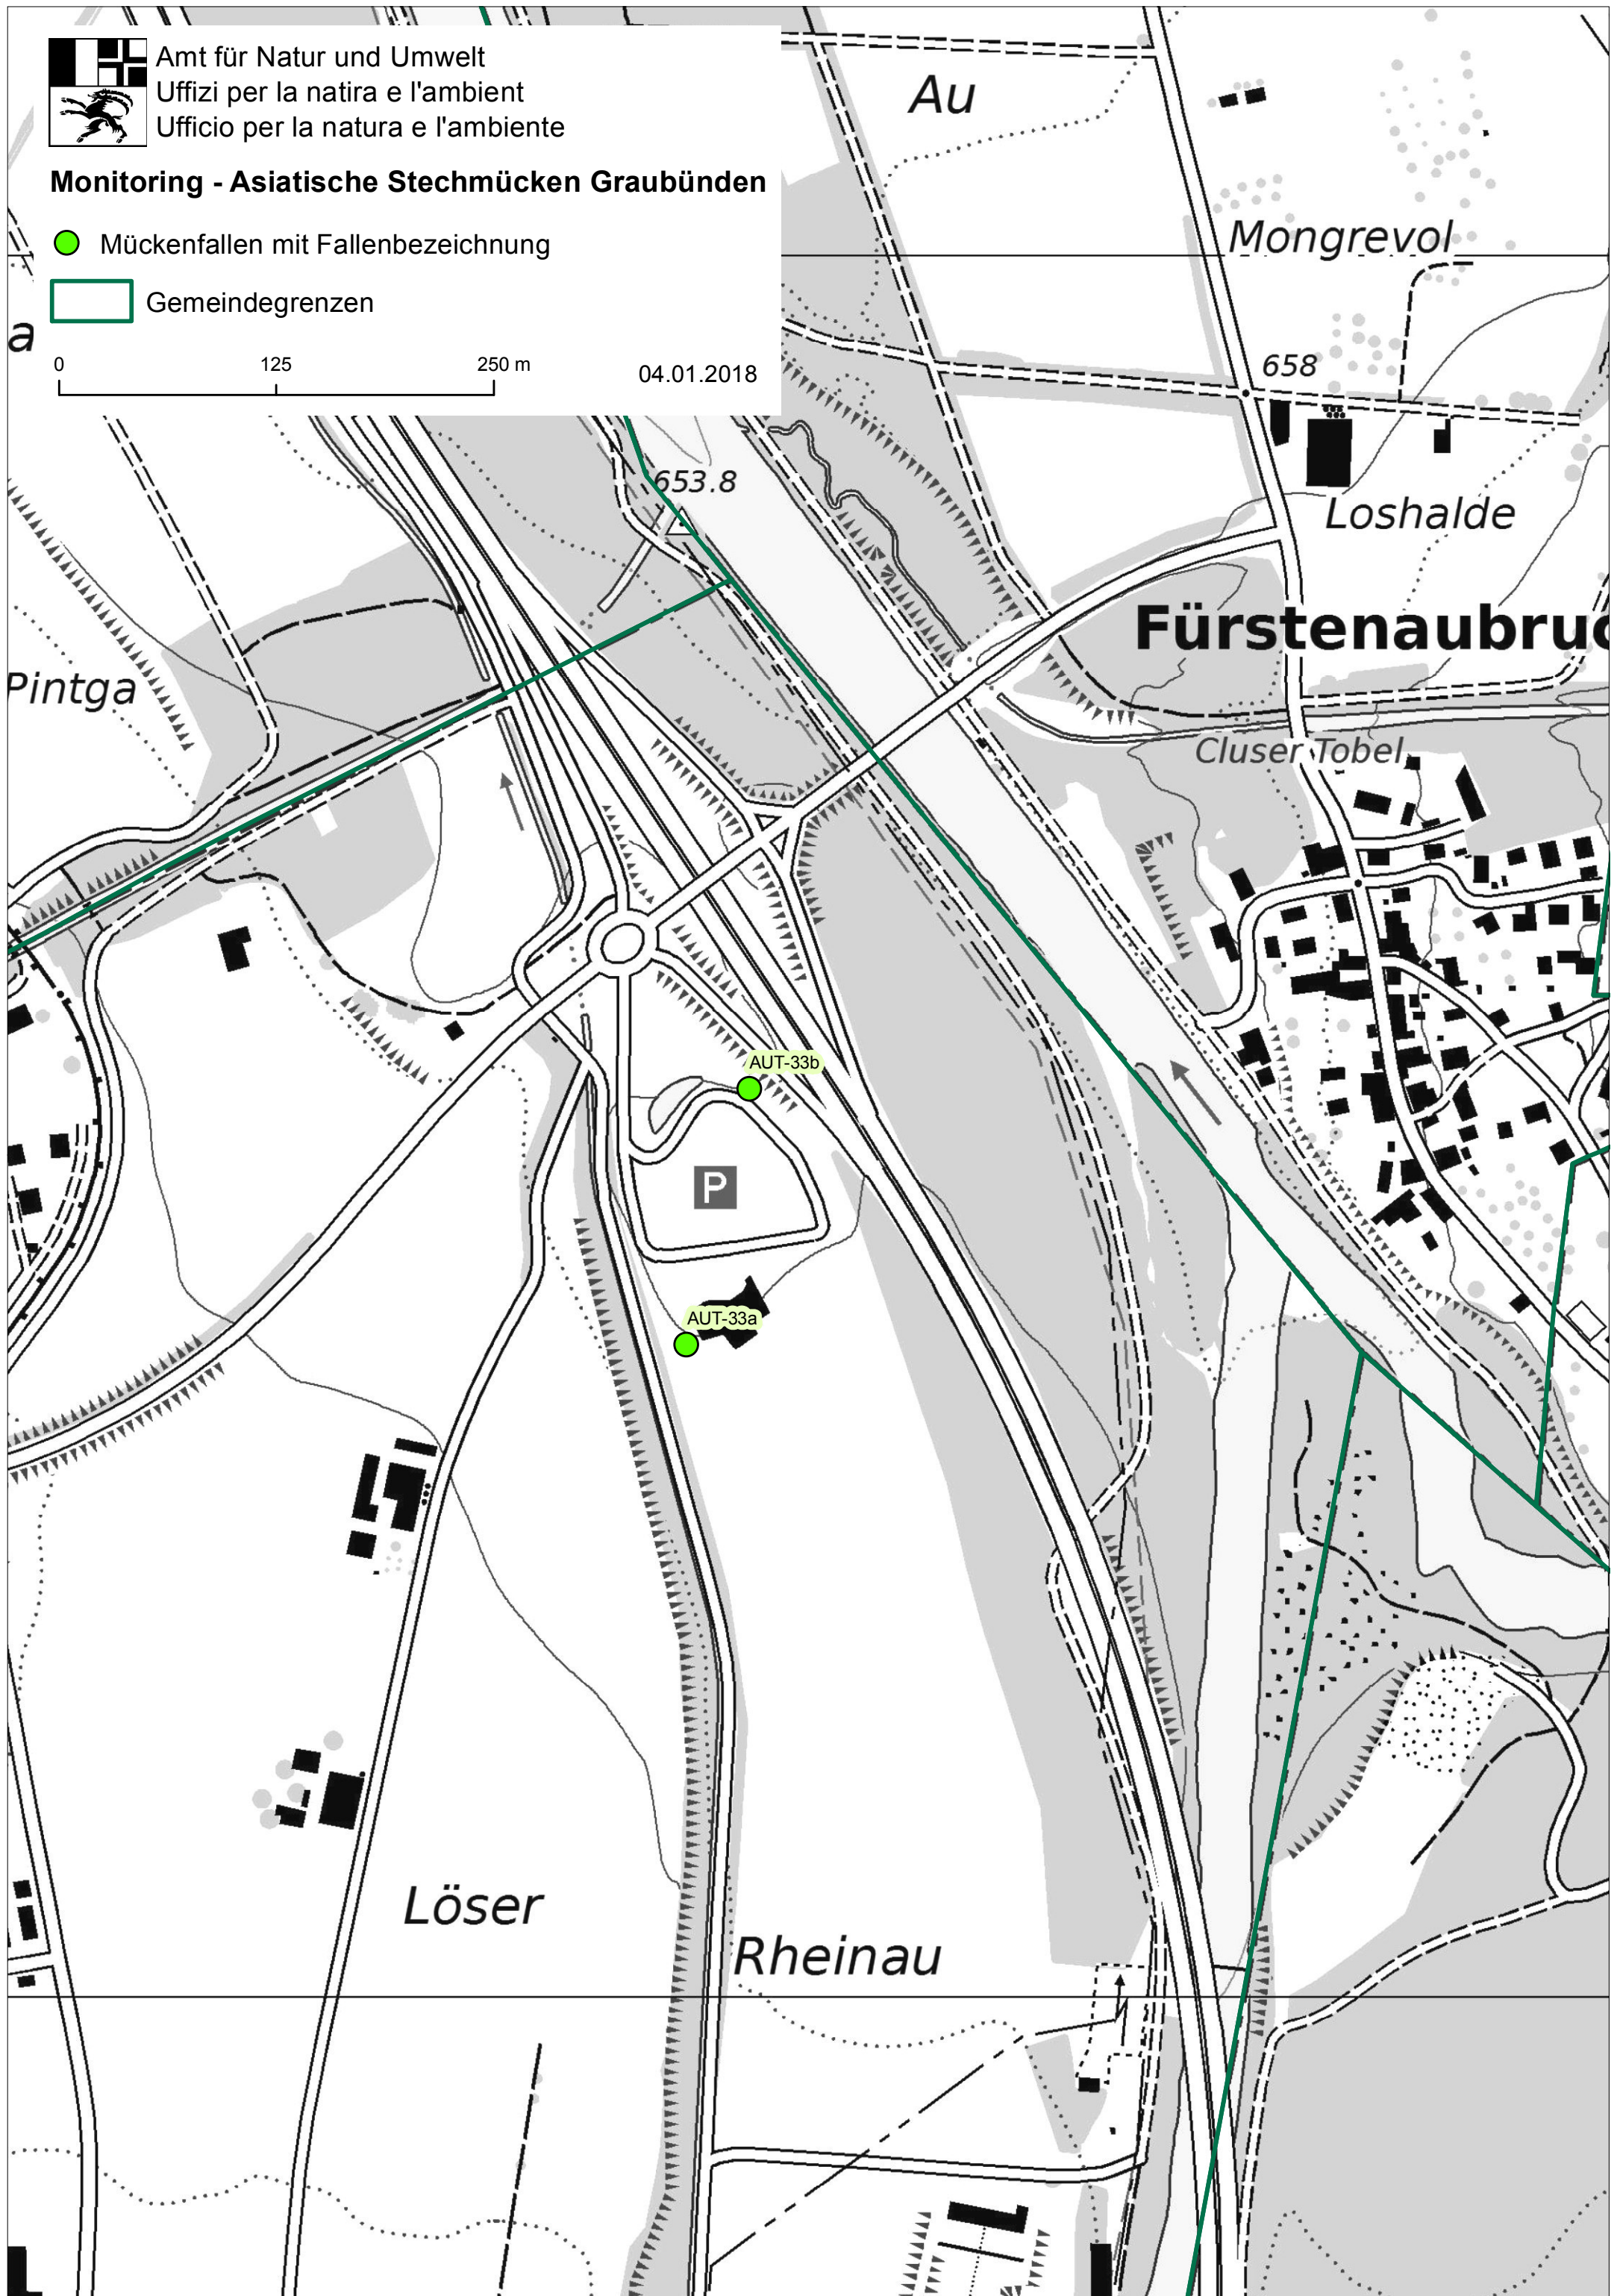 Amt für Natur und Umwelt
Uffizi per la natira e l'ambient
Ufficio per la natura e l'ambiente
Monitoring - Asiatische Stechmücken Graubünden
Mückenfallen mit Fallenbezeichnung
Gemeindegrenzen
0 125 250 m
04.01.2018
a
Au
Mongrevol
658
653.8
Loshalde
Fürstenaubruc
Pintga
Cluser Tobel
AUT-33b
P
AUT-33a
Löser
Rheinau